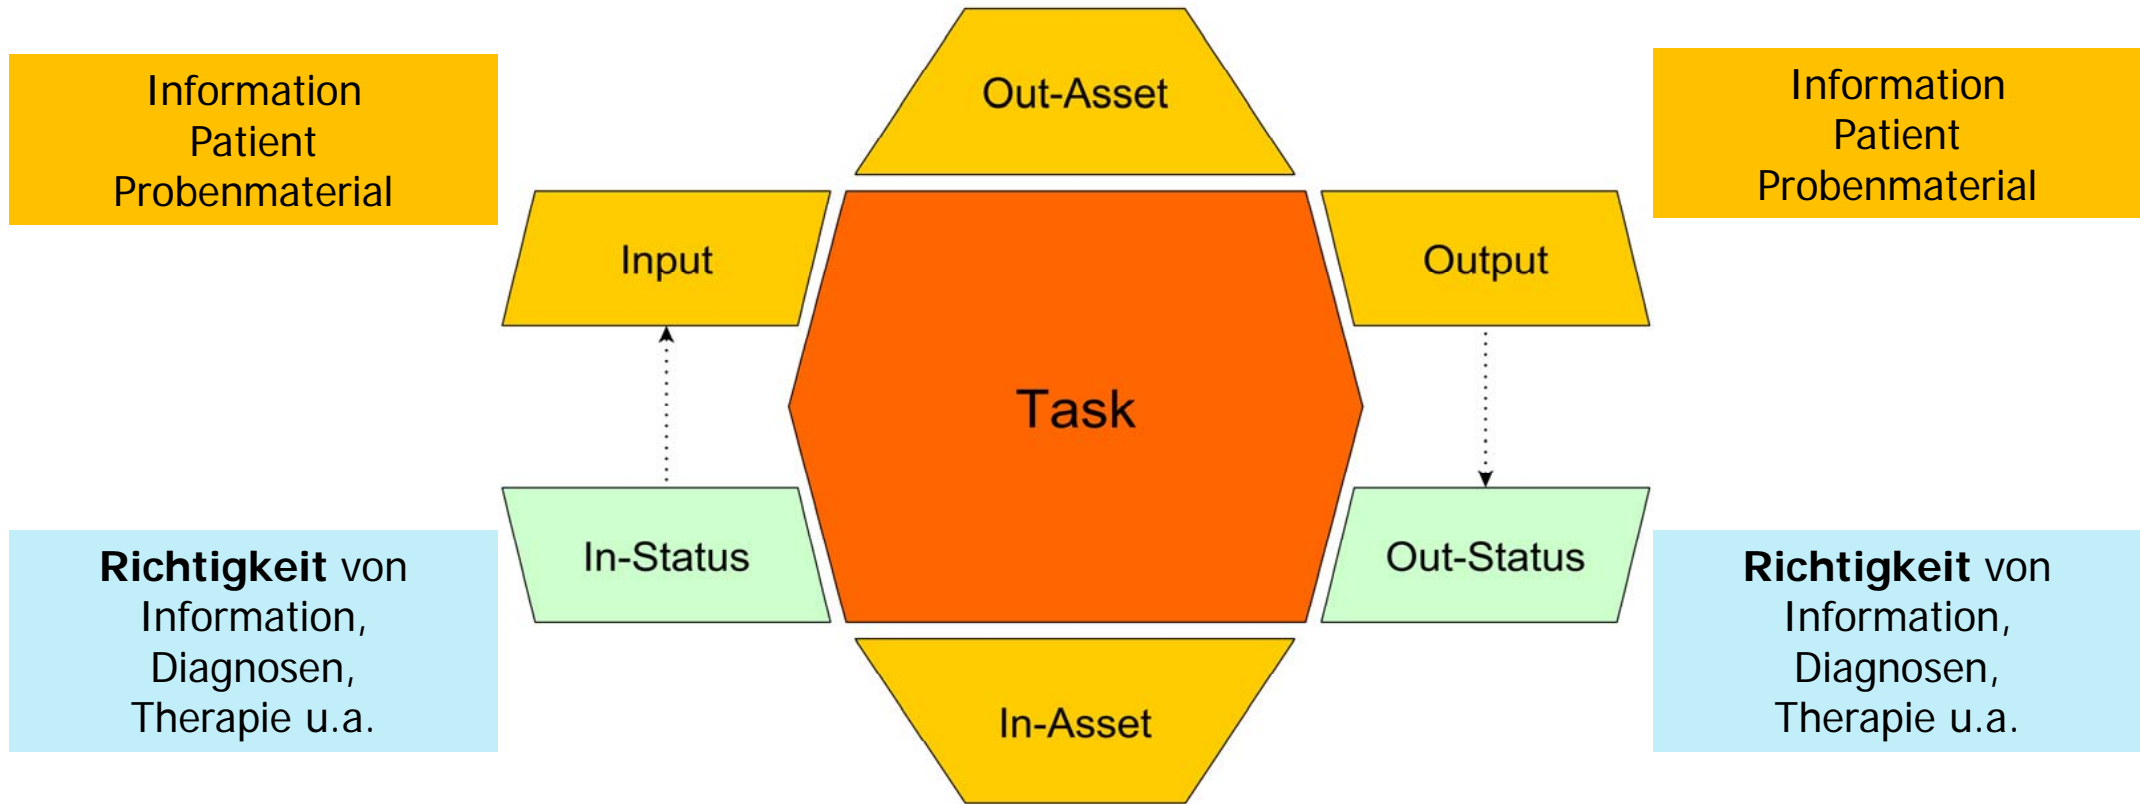 Information
Patient
Probenmaterial
Out-Asset
Information
Patient
Probenmaterial
Input
Output
Task
In-Status
Out-Status
Richtigkeit von
Information,
Diagnosen,
Therapie u.a.
In-Asset
Richtigkeit von
Information,
Diagnosen,
Therapie u.a.